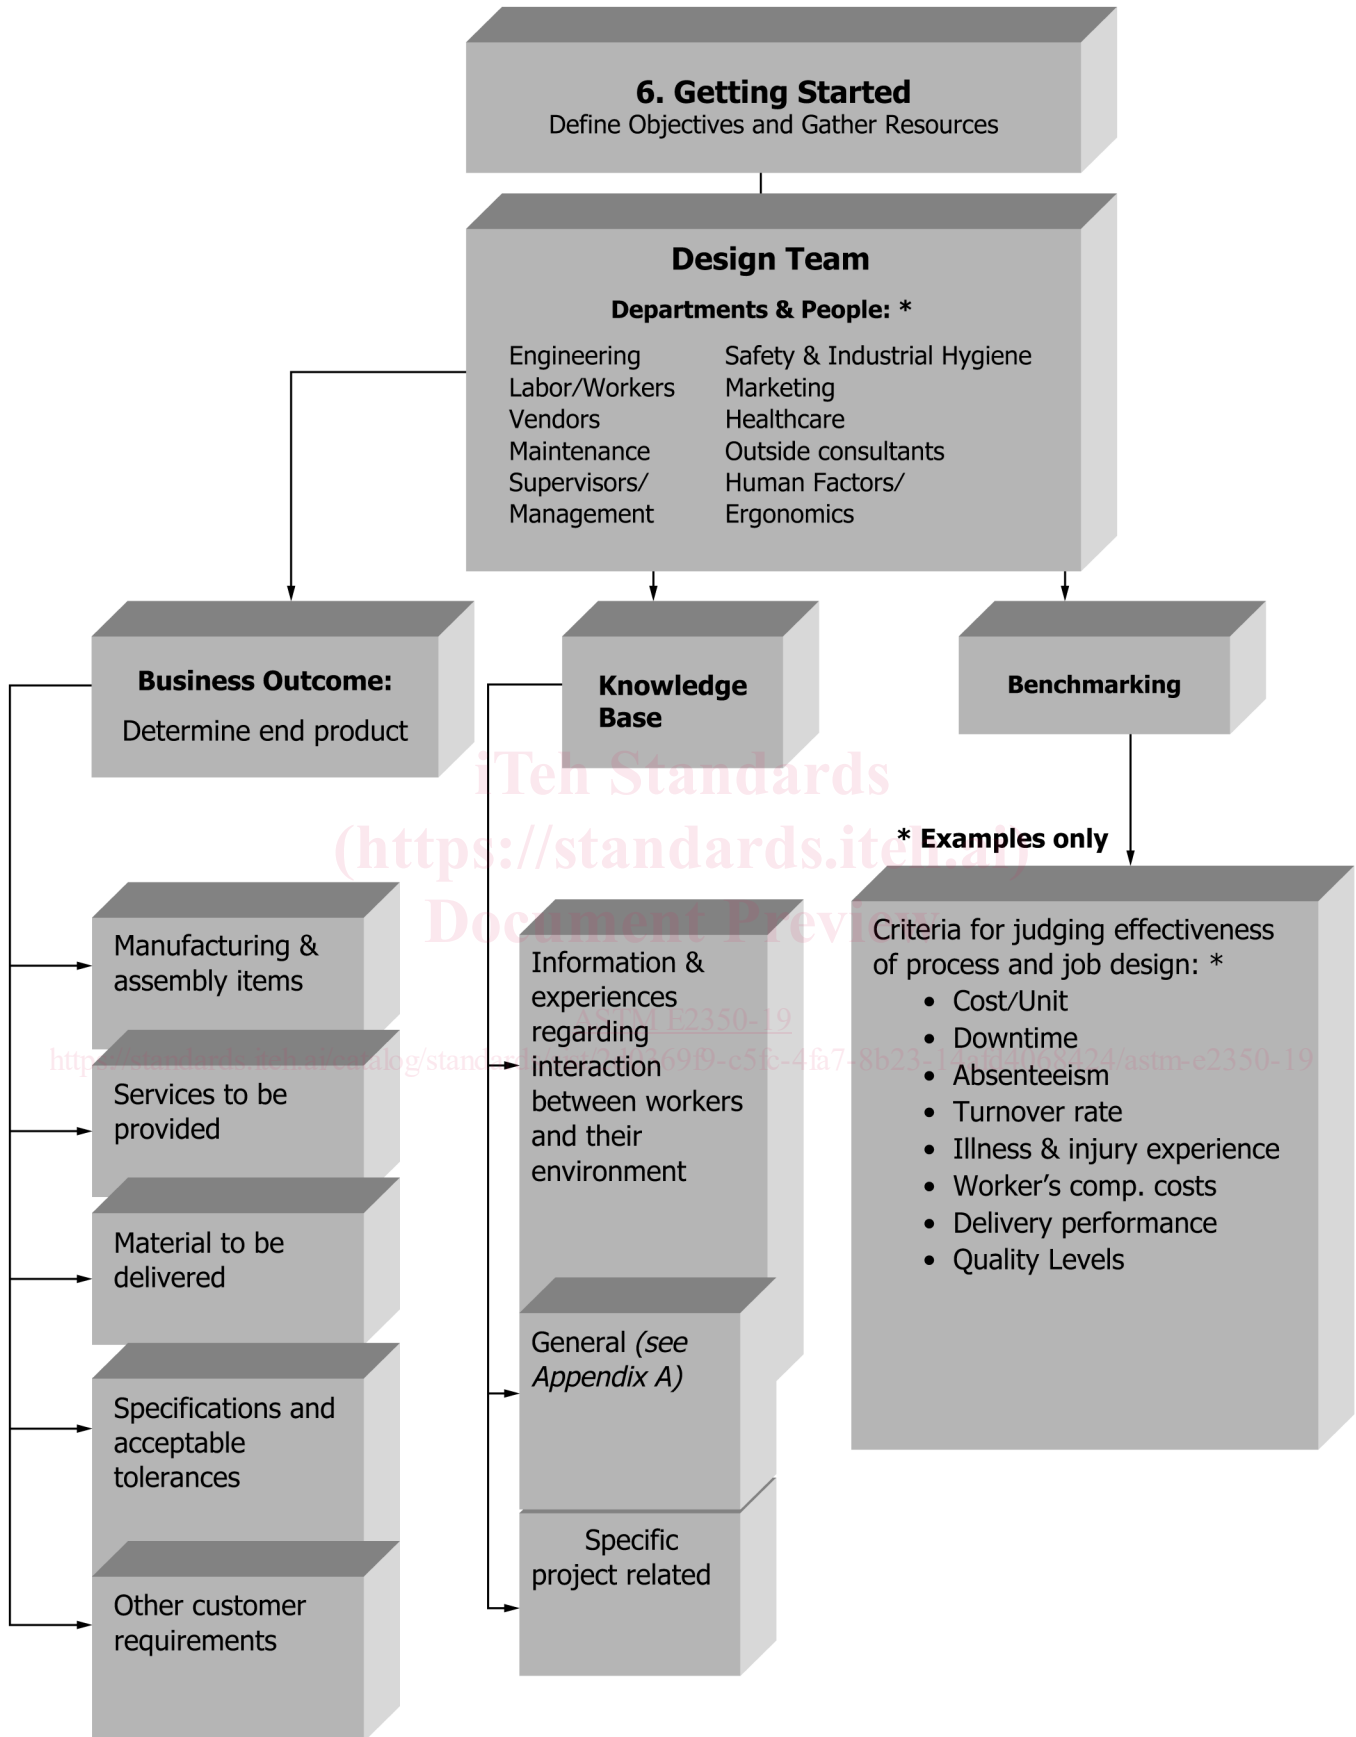 6. Getting Started
Define Objectives and Gather Resources
Design Team
Departments & People: *
Engineering
Labor/Workers
Vendors
Maintenance
Supervisors/
Management
Safety & Industrial Hygiene
Marketing
Healthcare
Outside consultants
Human Factors/
Ergonomics
Business Outcome:
Determine end product
Knowledge
Base
Benchmarking
iTeh Standards
(https://standards.iteh.ai)
Document Preview
ASTM E2350-19
* Examples only
Manufacturing &
assembly items
Services to be
provided
Material to be
delivered
Specifications and
acceptable
tolerances
Other customer
requirements
Information &
experiences
regarding
interaction
between workers
and their
environment
General (see
Appendix A)
Specific
project related
Criteria for judging effectiveness
of process and job design: *
• Cost/Unit
• Downtime
• Absenteeism
• Turnover rate
• Illness & injury experience
• Worker’s comp. costs
• Delivery performance
• Quality Levels